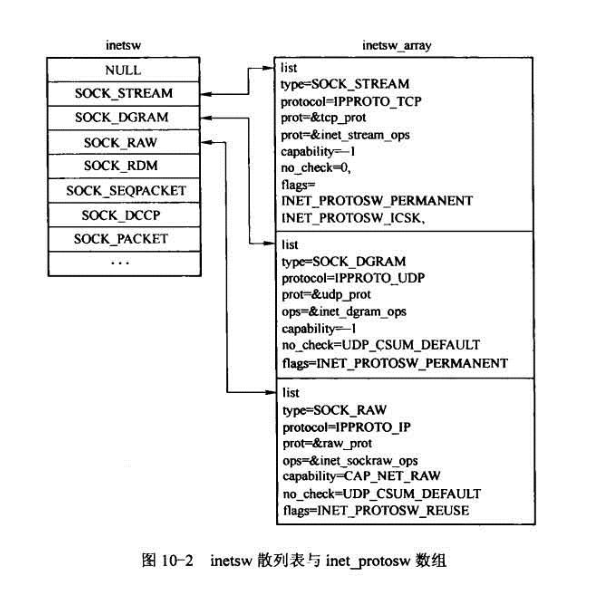 inetsw
NULL
SOCK_STREAM
SOCK_DGRAM
SOCK_RAW
SOCK_RDM
SOCK_SEQPACKET
SOCK_DCCP
SOCK_PACKET
...
inetsw_array
list
type=SOCK_STREAM
protocol=IPPROTO_TCP
prot=&tcp_prot
prot=&inet_stream_ops
capability=-1
no_check=0,
flags=
INET_PROTOSW_PERMANENT
INET_PROTOSW_ICSK,
list
type=SOCK_DGRAM
protocol=IPPROTO_UDP
prot=&udp_prot
ops=&inet_dgram_ops
capability=-1
no_check=UDP_CSUM_DEFAULT
flags=INET_PROTOSW_PERMANENT
list
type=SOCK_RAW
protocol=IPPROTO_IP
prot=&raw_prot
ops=&inet_sockraw_ops
capability=CAP_NET_RAW
no_check=UDP_CSUM_DEFAULT
flags=INET_PROTOSW_REUSE
图 10-2 inetsw 散列表与 inet_protosw 数组